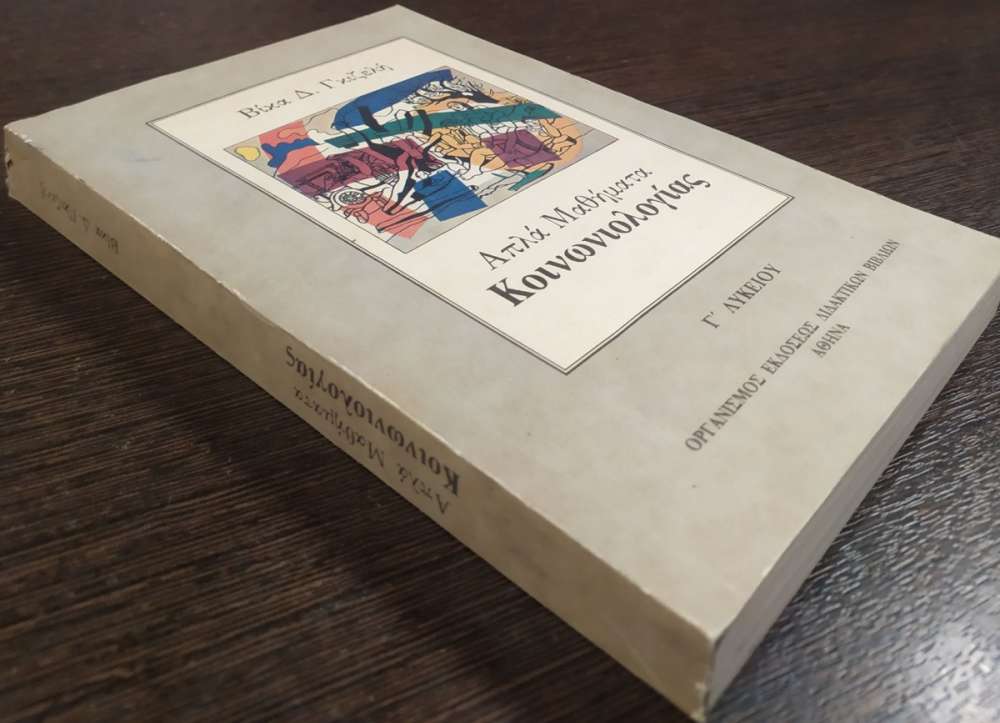 Βίκα Δ. Γκιζελή
Απλά Μαθήματα
Κοινωνιολογίας
Γ' ΛΥΚΕΙΟΥ
ΟΡΓΑΝΙΣΜΟΣ ΕΚΔΟΣΕΩΣ ΔΙΔΑΚΤΙΚΩΝ ΒΙΒΛΙΩΝ
ΑΘΗΝΑ
Βίκα Δ. Γκιζελή
Απλά Μαθήματα
Κοινωνιολογίας